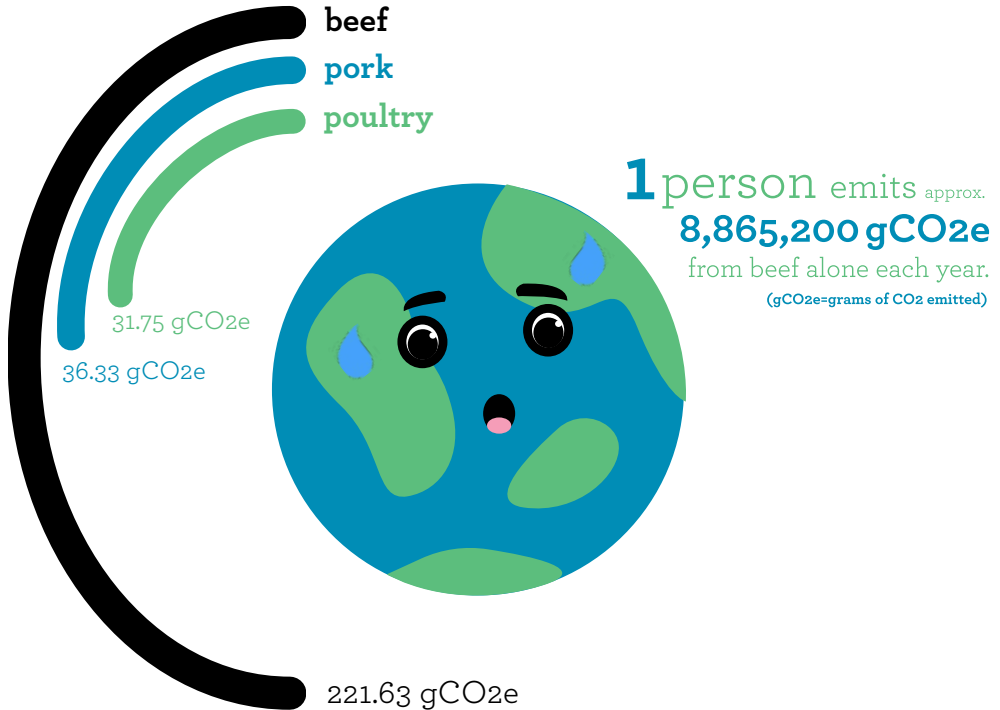 beef
pork
poultry
1 person emits approx.
8,865,200 gCO2e
from beef alone each year.
(gCO2e=grams of CO2 emitted)
31.75 gCO2e
36.33 gCO2e
221.63 gCO2e